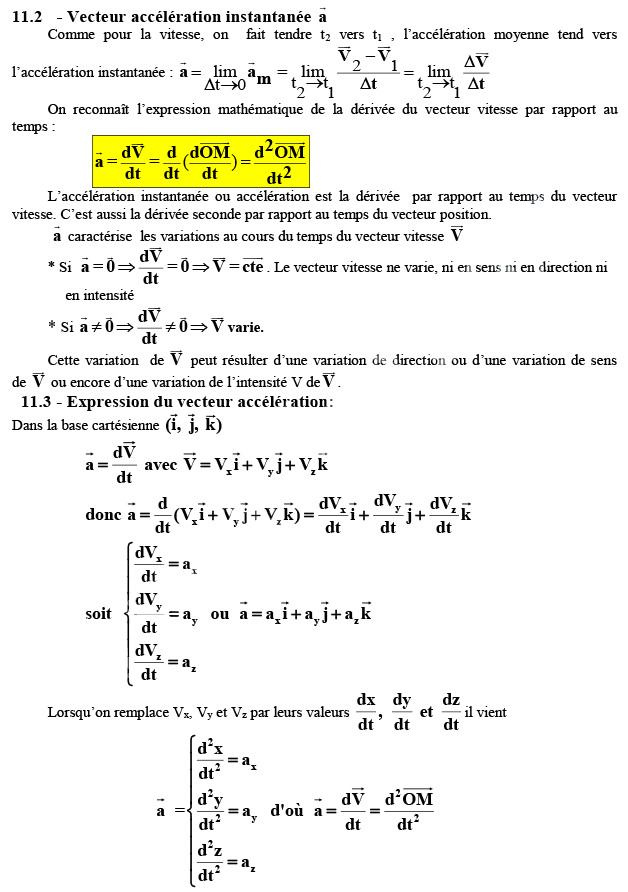 11.2 - Vecteur accélération instantanée $\vec{a}$
Comme pour la vitesse, on fait tendre t₂ vers t₁ , l’accélération moyenne tend vers
l’accélération instantanée : $\vec{a} = \lim\limits_{\Delta t \to 0} \vec{a}_m = \lim\limits_{t_2 \to t_1} \frac{\vec{V}_2 - \vec{V}_1}{\Delta t} = \lim\limits_{t_2 \to t_1} \frac{\Delta \vec{V}}{\Delta t}$
On reconnaît l’expression mathématique de la dérivée du vecteur vitesse par rapport au
temps :
$\vec{a} = \frac{d\vec{V}}{dt} = \frac{d}{dt}(\frac{d\overrightarrow{OM}}{dt}) = \frac{d^2\overrightarrow{OM}}{dt^2}$
L’accélération instantanée ou accélération est la dérivée par rapport au temps du vecteur
vitesse. C’est aussi la dérivée seconde par rapport au temps du vecteur position.
$\vec{a}$ caractérise les variations au cours du temps du vecteur vitesse $\vec{V}$
* Si $\vec{a} = \vec{0} \Rightarrow \frac{d\vec{V}}{dt} = \vec{0} \Rightarrow \vec{V} = \overrightarrow{cte}$ . Le vecteur vitesse ne varie, ni en sens ni en direction ni
en intensité
* Si $\vec{a} \neq \vec{0} \Rightarrow \frac{d\vec{V}}{dt} \neq \vec{0} \Rightarrow \vec{V}$ varie.
Cette variation de $\vec{V}$ peut résulter d’une variation de direction ou d’une variation de sens
de $\vec{V}$ ou encore d’une variation de l’intensité V de $\vec{V}$ .
11.3 - Expression du vecteur accélération:
Dans la base cartésienne $(\vec{i}, \vec{j}, \vec{k})$
$\vec{a} = \frac{d\vec{V}}{dt}$ avec $\vec{V} = V_x\vec{i} + V_y\vec{j} + V_z\vec{k}$
donc $\vec{a} = \frac{d}{dt}(V_x\vec{i} + V_y\vec{j} + V_z\vec{k}) = \frac{dV_x}{dt}\vec{i} + \frac{dV_y}{dt}\vec{j} + \frac{dV_z}{dt}\vec{k}$
soit $\begin{cases} \frac{dV_x}{dt} = a_x \\ \frac{dV_y}{dt} = a_y \\ \frac{dV_z}{dt} = a_z \end{cases}$ ou $\vec{a} = a_x\vec{i} + a_y\vec{j} + a_z\vec{k}$
Lorsqu’on remplace Vₓ, V_y et V_z par leurs valeurs $\frac{dx}{dt}, \frac{dy}{dt}$ et $\frac{dz}{dt}$ il vient
$\vec{a} = \begin{cases} \frac{d^2x}{dt^2} = a_x \\ \frac{d^2y}{dt^2} = a_y \\ \frac{d^2z}{dt^2} = a_z \end{cases}$ d'où $\vec{a} = \frac{d\vec{V}}{dt} = \frac{d^2\overrightarrow{OM}}{dt^2}$